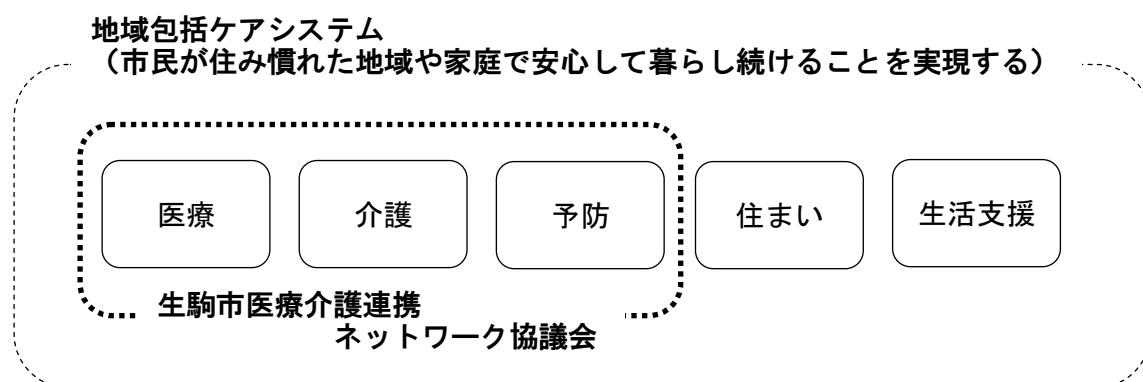 地域包括ケアシステム
（市民が住み慣れた地域や家庭で安心して暮らし続けることを実現する）
医療
介護
予防
住まい
生活支援
生駒市医療介護連携
ネットワーク協議会